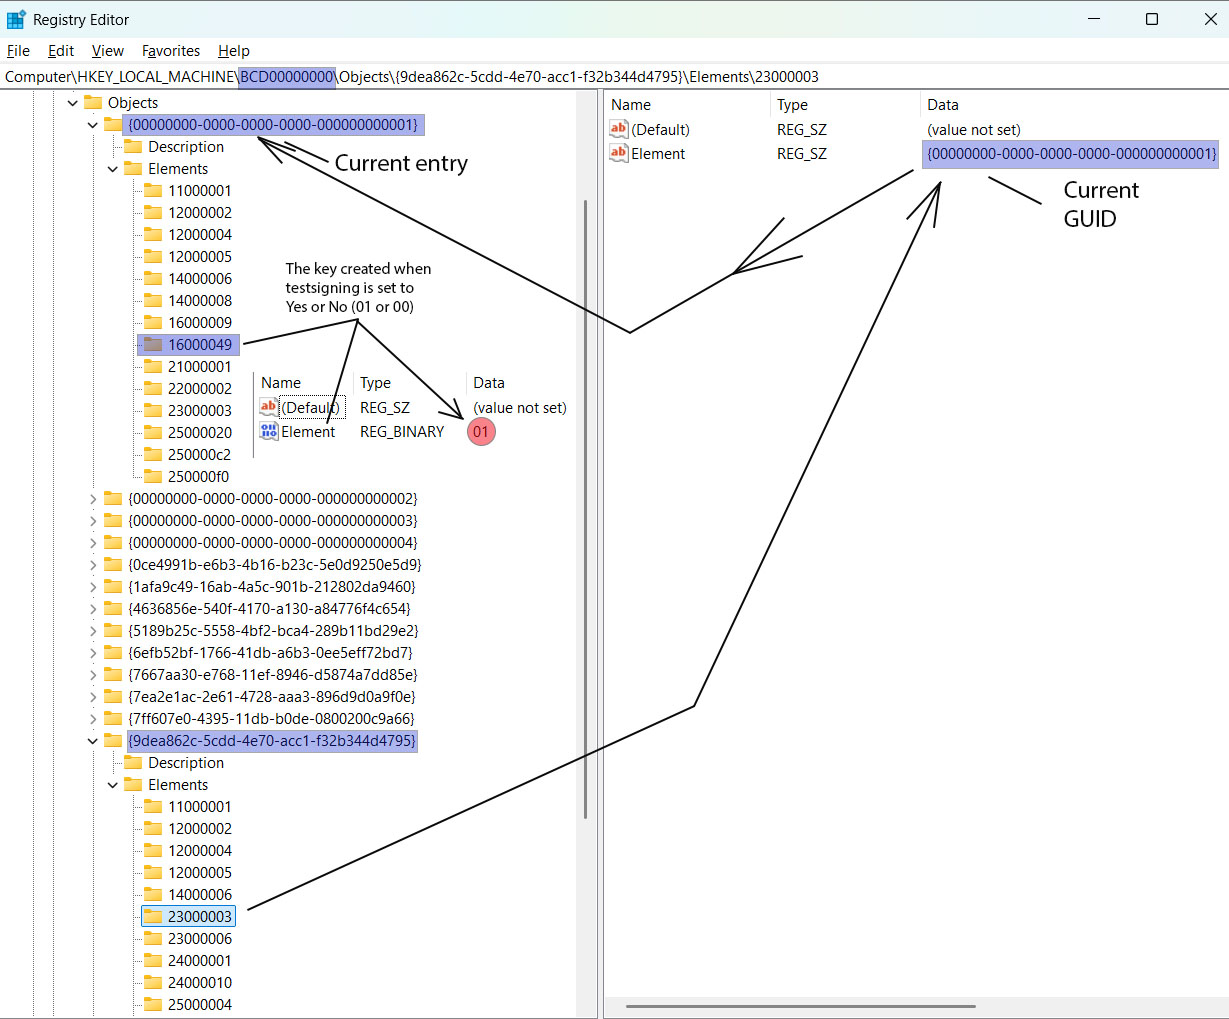 Registry Editor
File Edit View Favorites Help
Computer\HKEY_LOCAL_MACHINE\BCD00000000\Objects\{9dea862c-5cdd-4e70-acc1-f32b344d4795}\Elements\23000003
Objects
{00000000-0000-0000-0000-000000000001}
Description
Elements
11000001
12000002
12000004
12000005
14000006
14000008
16000009
16000049
21000001
22000002
23000003
25000020
250000c2
250000f0
{00000000-0000-0000-0000-000000000002}
{00000000-0000-0000-0000-000000000003}
{00000000-0000-0000-0000-000000000004}
{0ce4991b-e6b3-4b16-b23c-5e0d9250e5d9}
{1afa9c49-16ab-4a5c-901b-212802da9460}
{4636856e-540f-4170-a130-a84776f4c654}
{5189b25c-5558-4bf2-bca4-289b11bd29e2}
{6efb52bf-1766-41db-a6b3-0ee5eff72bd7}
{7667aa30-e768-11ef-8946-d5874a7dd85e}
{7ea2e1ac-2e61-4728-aaa3-896d9d0a9f0e}
{7ff607e0-4395-11db-b0de-0800200c9a66}
{9dea862c-5cdd-4e70-acc1-f32b344d4795}
Description
Elements
11000001
12000002
12000004
12000005
14000006
23000003
23000006
24000001
24000010
25000004
Current entry
The key created when
testsigning is set to
Yes or No (01 or 00)
Name Type Data
(Default) REG_SZ (value not set)
Element REG_BINARY 01
Name Type Data
(Default) REG_SZ (value not set)
Element REG_SZ {00000000-0000-0000-0000-000000000001}
Current
GUID